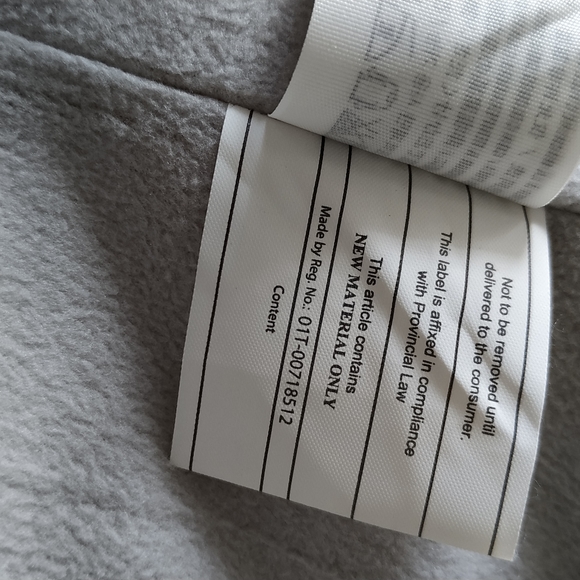 Not to be removed until
delivered to the consumer.
This label is affixed in compliance
with Provincial Law
This article contains
NEW MATERIAL ONLY
Made by Reg. No.: 01T-00718512
Content